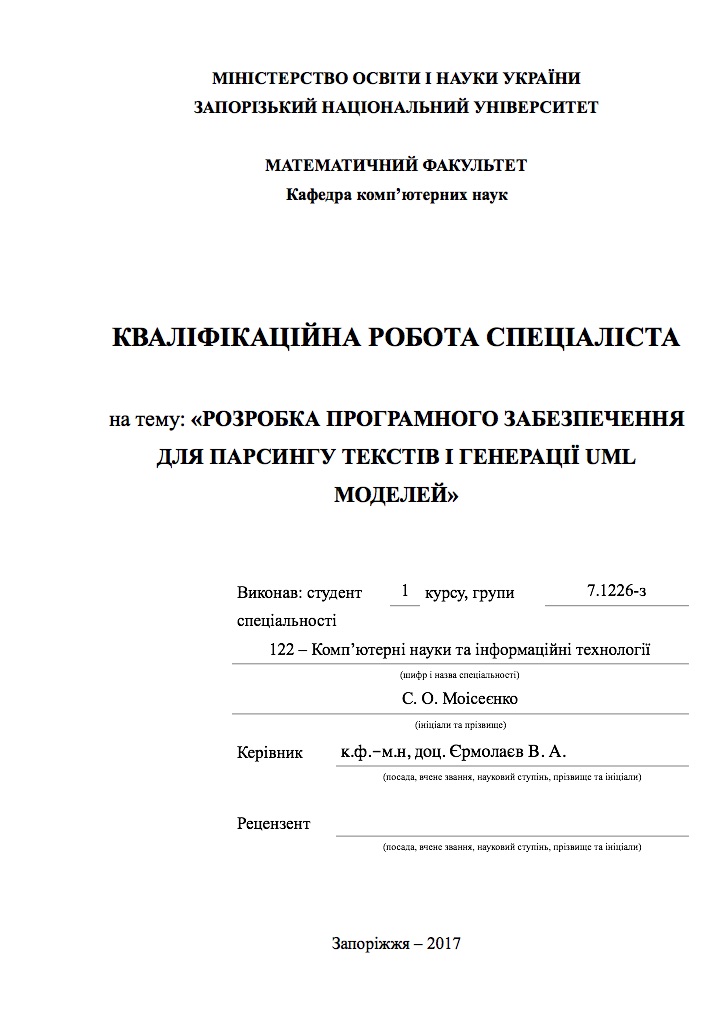 МІНІСТЕРСТВО ОСВІТИ І НАУКИ УКРАЇНИ
ЗАПОРІЗЬКИЙ НАЦІОНАЛЬНИЙ УНІВЕРСИТЕТ
МАТЕМАТИЧНИЙ ФАКУЛЬТЕТ
Кафедра комп’ютерних наук
КВАЛІФІКАЦІЙНА РОБОТА СПЕЦІАЛІСТА
на тему: «РОЗРОБКА ПРОГРАМНОГО ЗАБЕЗПЕЧЕННЯ
ДЛЯ ПАРСИНГУ ТЕКСТІВ І ГЕНЕРАЦІЇ UML
МОДЕЛЕЙ»
Виконав: студент 1 курсу, групи 7.1226-з
спеціальності
122 – Комп’ютерні науки та інформаційні технології
(шифр і назва спеціальності)
С. О. Моісеєнко
(ініціали та прізвище)
Керівник к.ф.–м.н, доц. Єрмолаєв В. А.
(посада, вчене звання, науковий ступінь, прізвище та ініціали)
Рецензент
(посада, вчене звання, науковий ступінь, прізвище та ініціали)
Запоріжжя – 2017